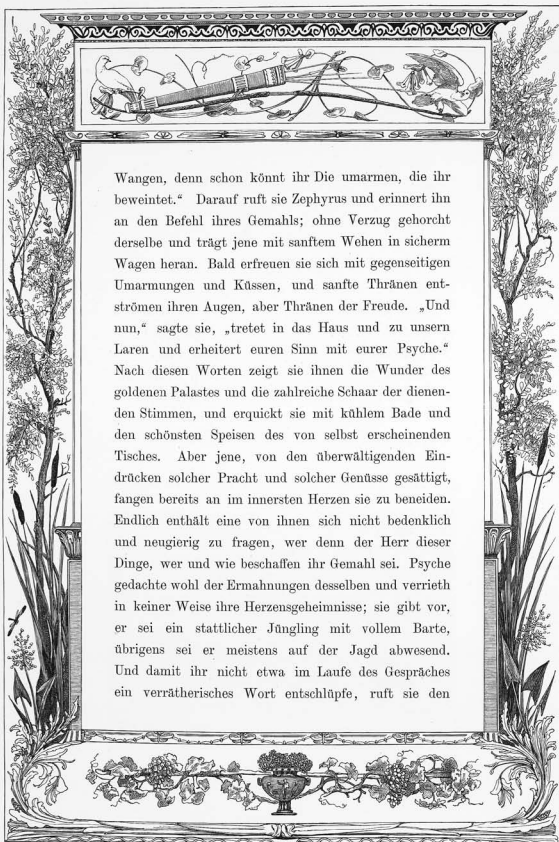 Wangen, denn schon könnt ihr Die umarmen, die ihr
beweintet.“ Darauf ruft sie Zephyrus und erinnert ihn
an den Befehl ihres Gemahls; ohne Verzug gehorcht
derselbe und trägt jene mit sanftem Wehen in sicherm
Wagen heran. Bald erfreuen sie sich mit gegenseitigen
Umarmungen und Küssen, und sanfte Thränen ent-
strömen ihren Augen, aber Thränen der Freude. „Und
nun,“ sagte sie, „tretet in das Haus und zu unsern
Laren und erheitert euren Sinn mit eurer Psyche.“
Nach diesen Worten zeigt sie ihnen die Wunder des
goldenen Palastes und die zahlreiche Schaar der dienen-
den Stimmen, und erquickt sie mit kühlem Bade und
den schönsten Speisen des von selbst erscheinenden
Tisches. Aber jene, von den überwältigenden Ein-
drücken solcher Pracht und solcher Genüsse gesättigt,
fangen bereits an im innersten Herzen sie zu beneiden.
Endlich enthält eine von ihnen sich nicht bedenklich
und neugierig zu fragen, wer denn der Herr dieser
Dinge, wer und wie beschaffen ihr Gemahl sei. Psyche
gedachte wohl der Ermahnungen desselben und verrieth
in keiner Weise ihre Herzensgeheimnisse; sie gibt vor,
er sei ein stattlicher Jüngling mit vollem Barte,
übrigens sei er meistens auf der Jagd abwesend.
Und damit ihr nicht etwa im Laufe des Gespräches
ein verrätherisches Wort entschlüpfe, ruft sie den